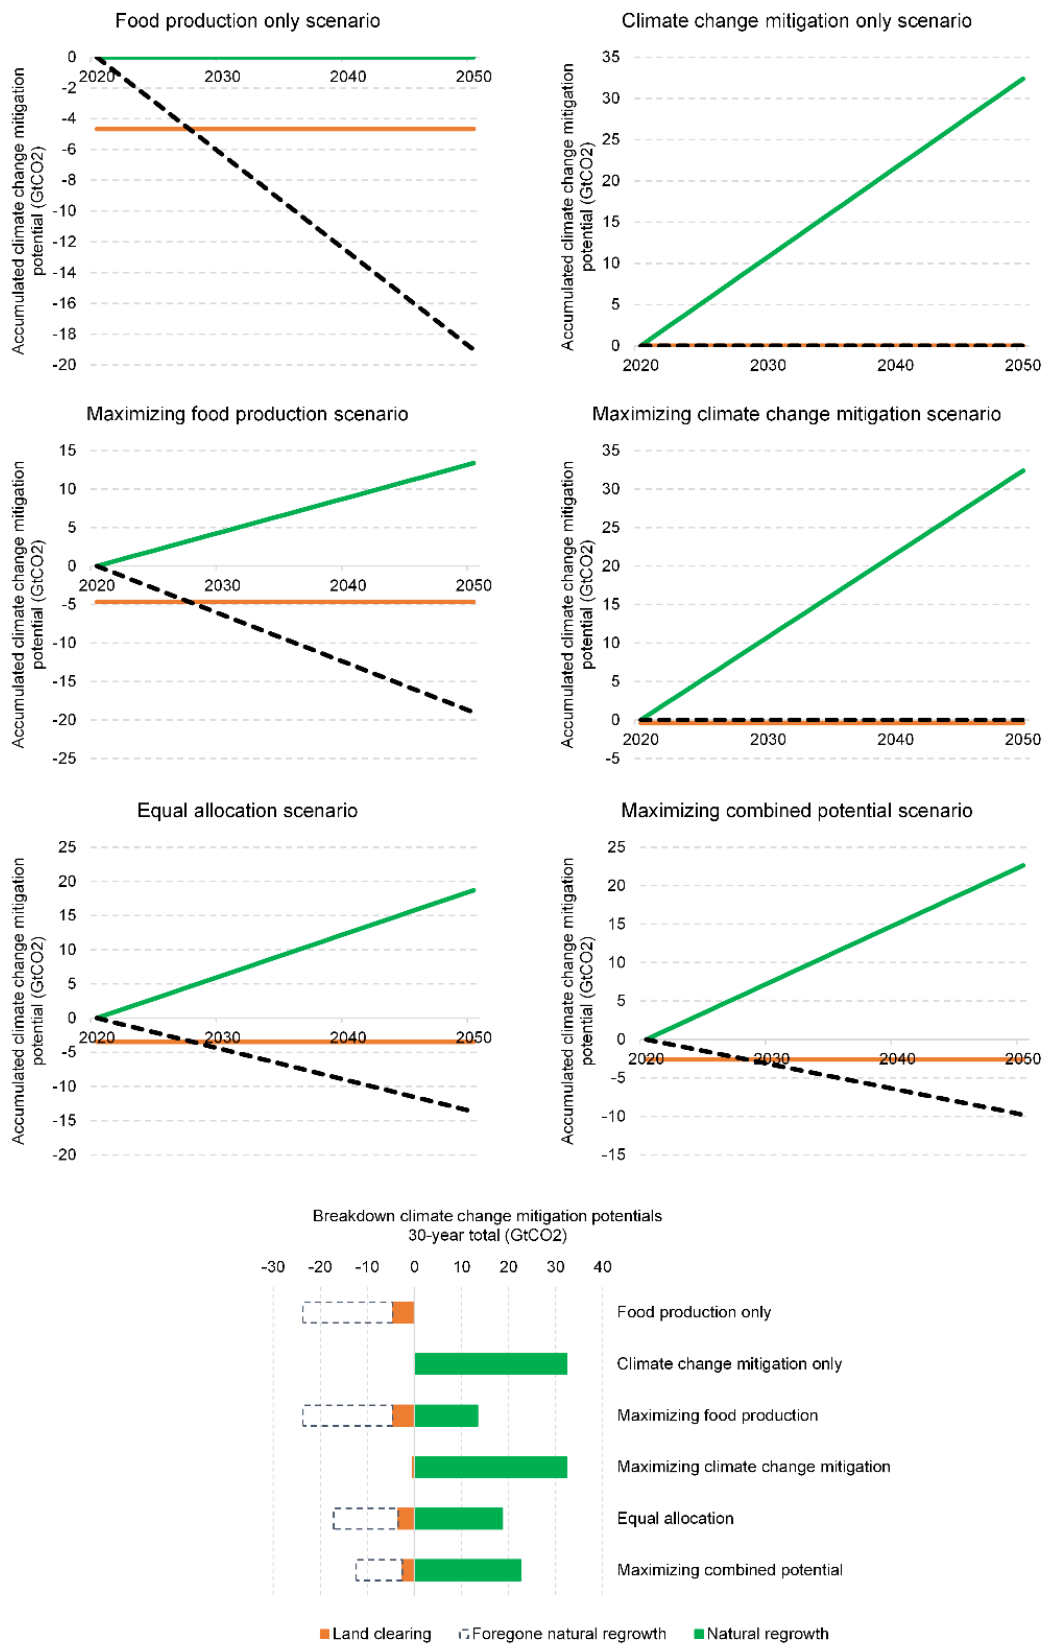 Food production only scenario
Accumulated climate change mitigation
potential (GtCO2)
0
-2
-4
-6
-8
-10
-12
-14
-16
-18
-20
2020
2030
2040
2050
Climate change mitigation only scenario
Accumulated climate change mitigation
potential (GtCO2)
35
30
25
20
15
10
5
0
2020
2030
2040
2050
Maximizing food production scenario
Accumulated climate change mitigation
potential (GtCO2)
15
10
5
0
-5
-10
-15
-20
-25
2020
2030
2040
2050
Maximizing climate change mitigation scenario
Accumulated climate change mitigation
potential (GtCO2)
35
30
25
20
15
10
5
0
-5
2020
2030
2040
2050
Equal allocation scenario
Accumulated climate change mitigation
potential (GtCO2)
25
20
15
10
5
0
-5
-10
-15
-20
2020
2030
2040
2050
Maximizing combined potential scenario
Accumulated climate change mitigation
potential (GtCO2)
25
20
15
10
5
0
-5
-10
-15
2020
2030
2040
2050
Breakdown climate change mitigation potentials
30-year total (GtCO2)
-30 -20 -10 0 10 20 30 40
Food production only
Climate change mitigation only
Maximizing food production
Maximizing climate change mitigation
Equal allocation
Maximizing combined potential
Land clearing Foregone natural regrowth Natural regrowth